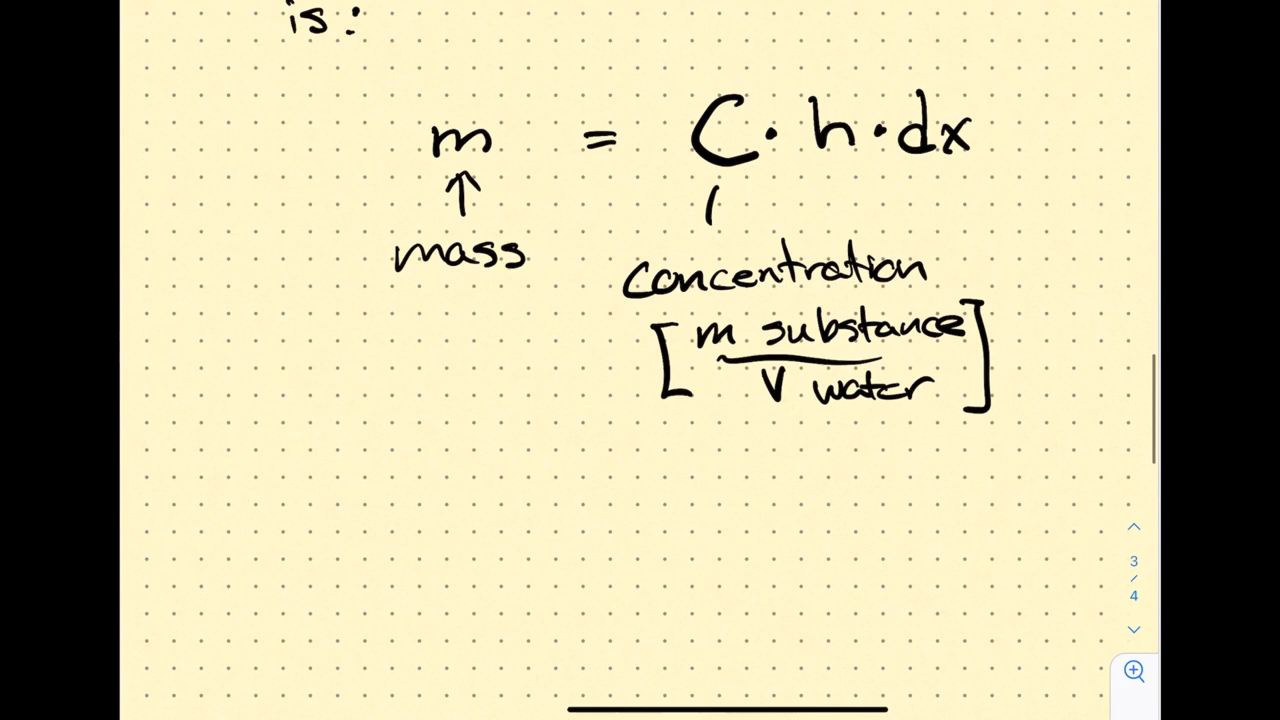 is:
m = C · h · dx
↑
mass
concentration
[m substance
V water]
3
/
4